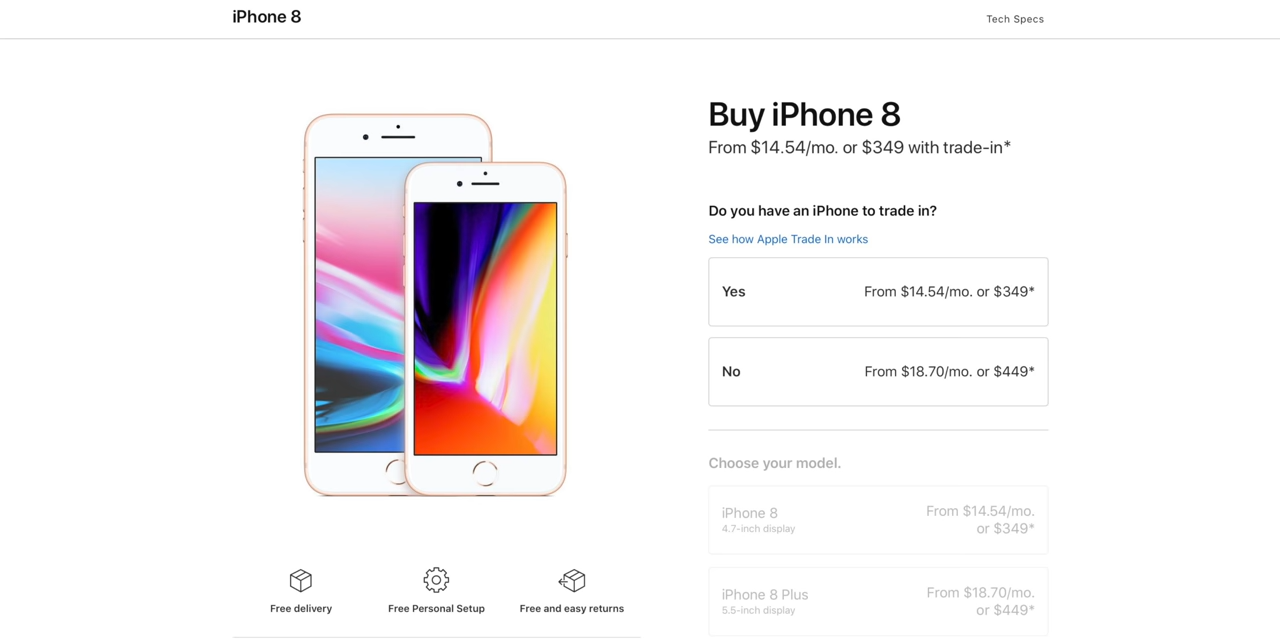 iPhone 8
Tech Specs
Buy iPhone 8
From $14.54/mo. or $349 with trade-in*
Do you have an iPhone to trade in?
See how Apple Trade In works
Yes From $14.54/mo. or $349*
No From $18.70/mo. or $449*
Choose your model.
iPhone 8
4.7-inch display
From $14.54/mo.
or $349*
iPhone 8 Plus
5.5-inch display
From $18.70/mo.
or $449*
Free delivery
Free Personal Setup
Free and easy returns